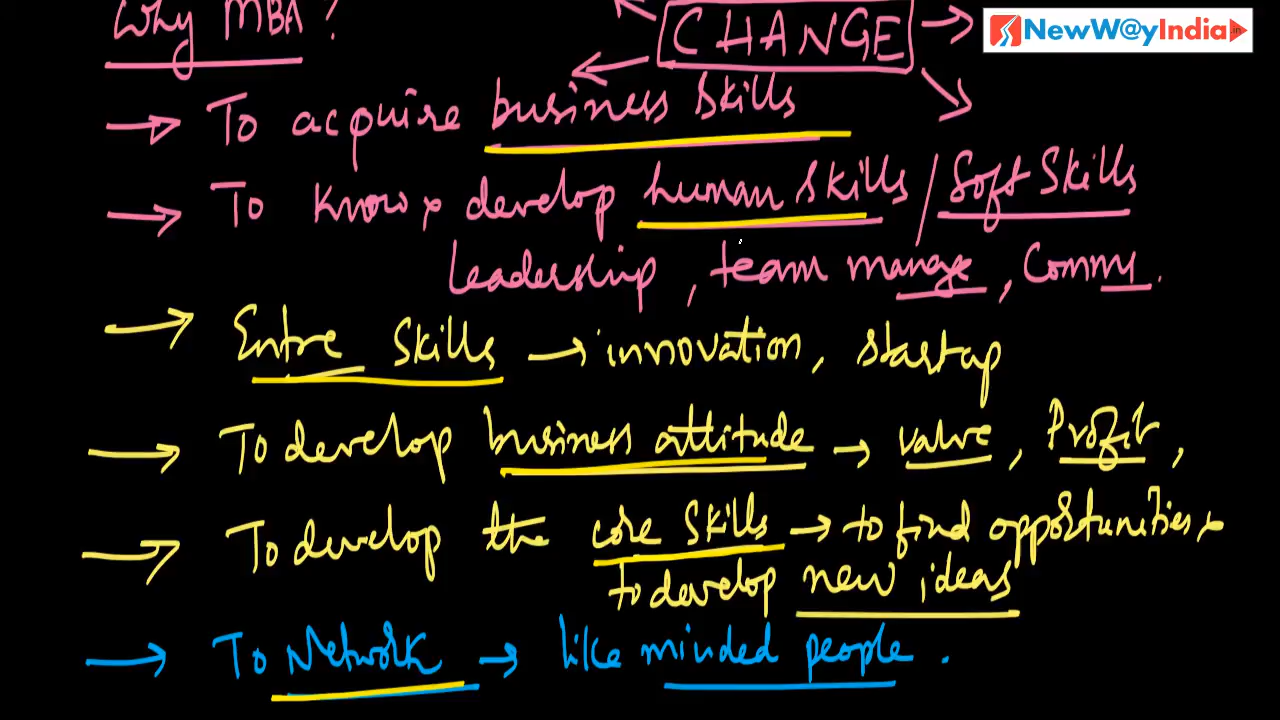 Why MBA?
CHANGE
NewW@yIndia.in
→ To acquire business skills
→ To know & develop human skills / Soft Skills
leadership, team manage, Comm.
→ Entre Skills → innovation, startap
→ To develop business attitude → value, Profit,
→ To develop the core skills → to find opportunities &
to develop new ideas
→ To Network → like minded people.